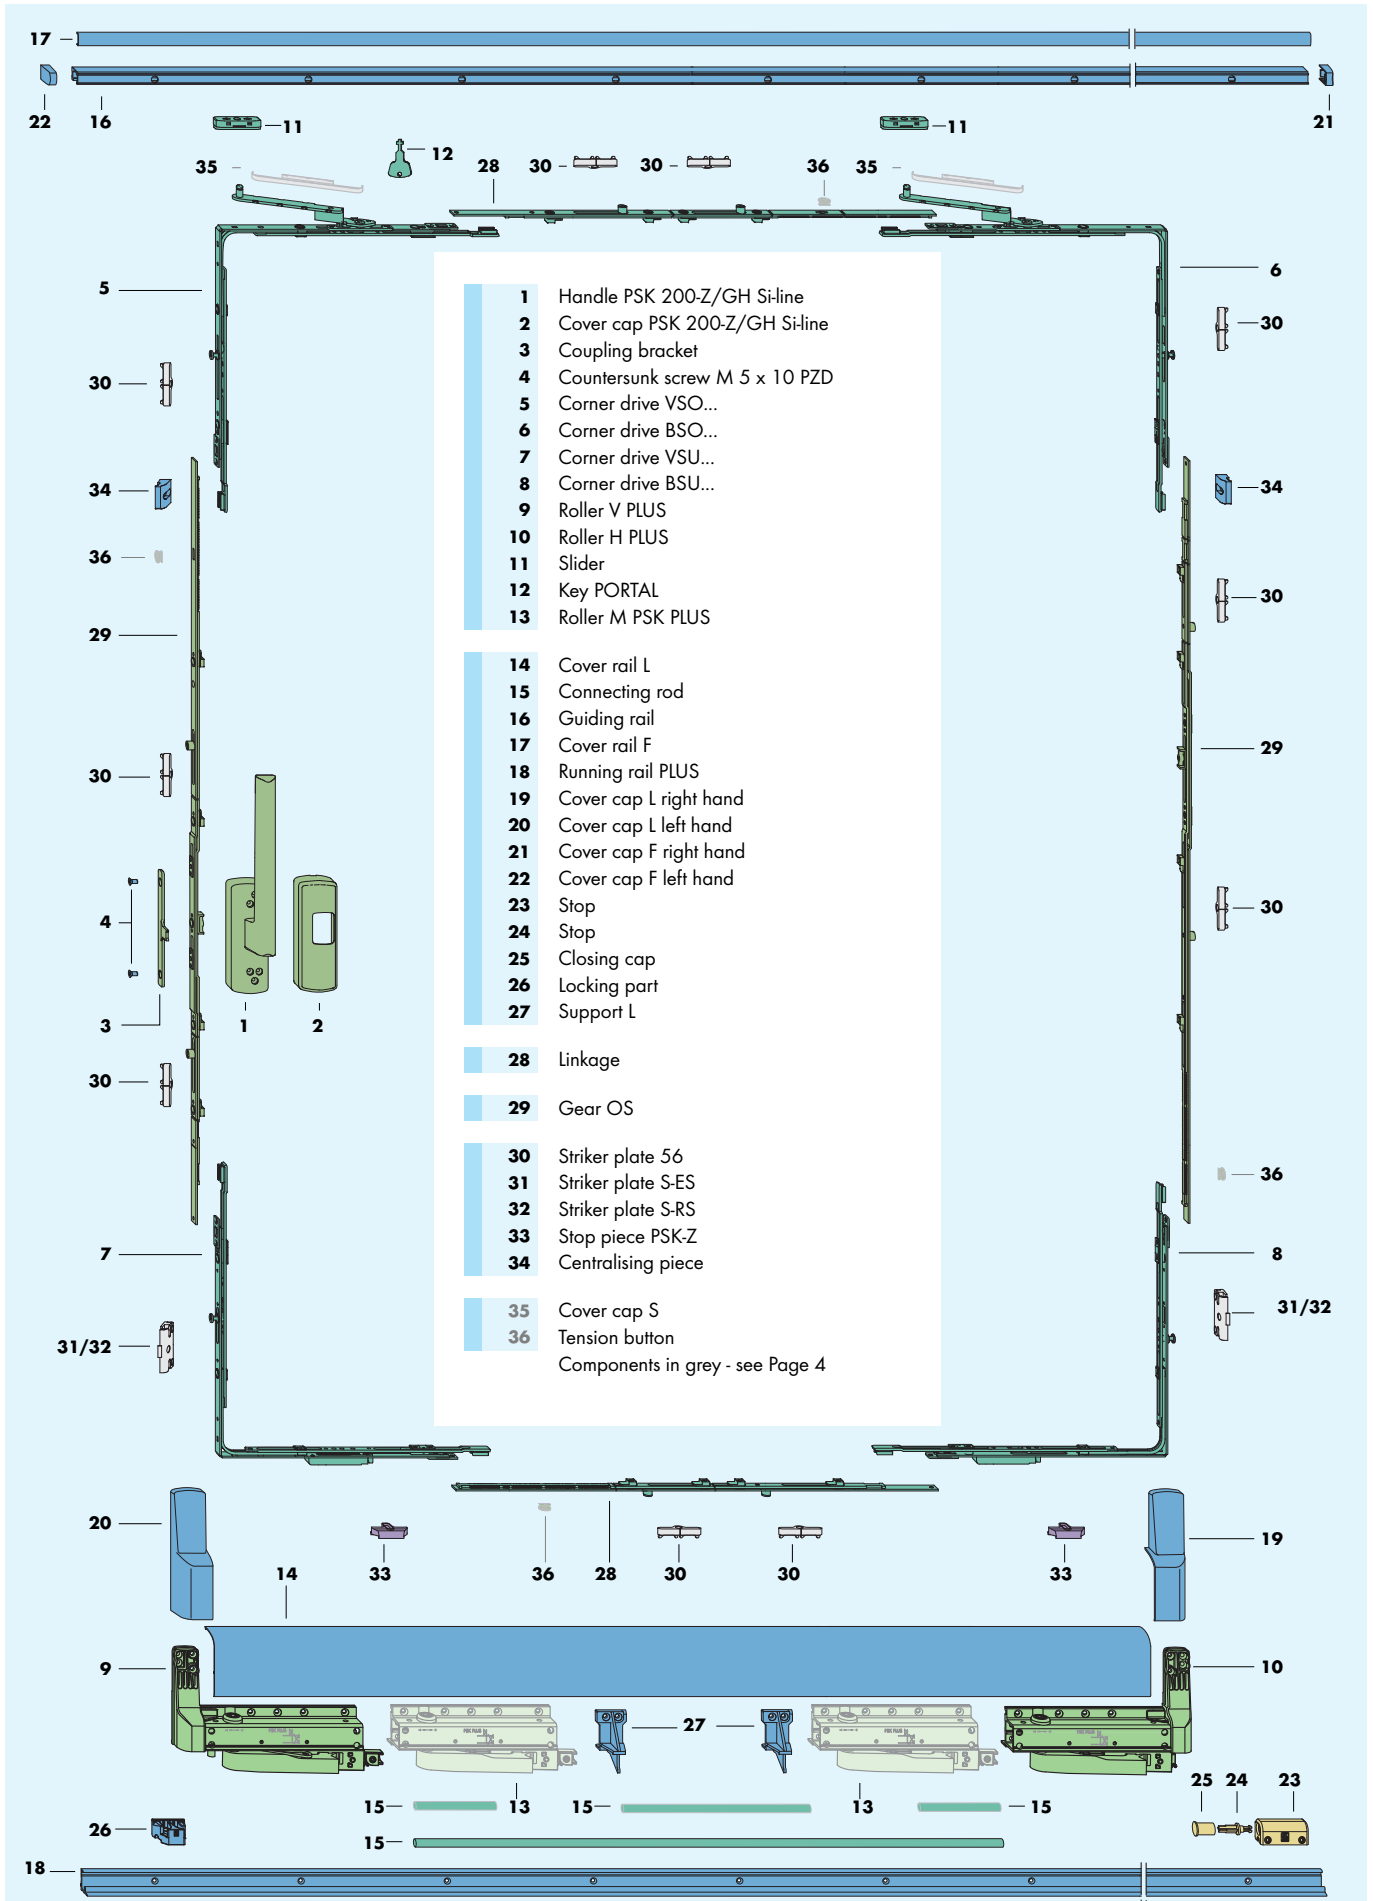 17
22
16
21
11
11
12
35
28
30
30
36
35
5
6
30
30
34
34
36
30
29
29
30
30
4
3
1
2
30
36
7
8
31/32
31/32
1 Handle PSK 200-Z/GH Si-line
2 Cover cap PSK 200-Z/GH Si-line
3 Coupling bracket
4 Countersunk screw M 5 x 10 PZD
5 Corner drive VSO...
6 Corner drive BSO...
7 Corner drive VSU...
8 Corner drive BSU...
9 Roller V PLUS
10 Roller H PLUS
11 Slider
12 Key PORTAL
13 Roller M PSK PLUS
14 Cover rail L
15 Connecting rod
16 Guiding rail
17 Cover rail F
18 Running rail PLUS
19 Cover cap L right hand
20 Cover cap L left hand
21 Cover cap F right hand
22 Cover cap F left hand
23 Stop
24 Stop
25 Closing cap
26 Locking part
27 Support L
28 Linkage
29 Gear OS
30 Striker plate 56
31 Striker plate S-ES
32 Striker plate S-RS
33 Stop piece PSK-Z
34 Centralising piece
35 Cover cap S
36 Tension button
Components in grey - see Page 4
20
19
33
36
28
30
30
33
14
9
10
27
PSK PLUS
PSK PLUS
PSK PLUS
PSK PLUS
15
13
15
13
15
25
24
23
26
15
18